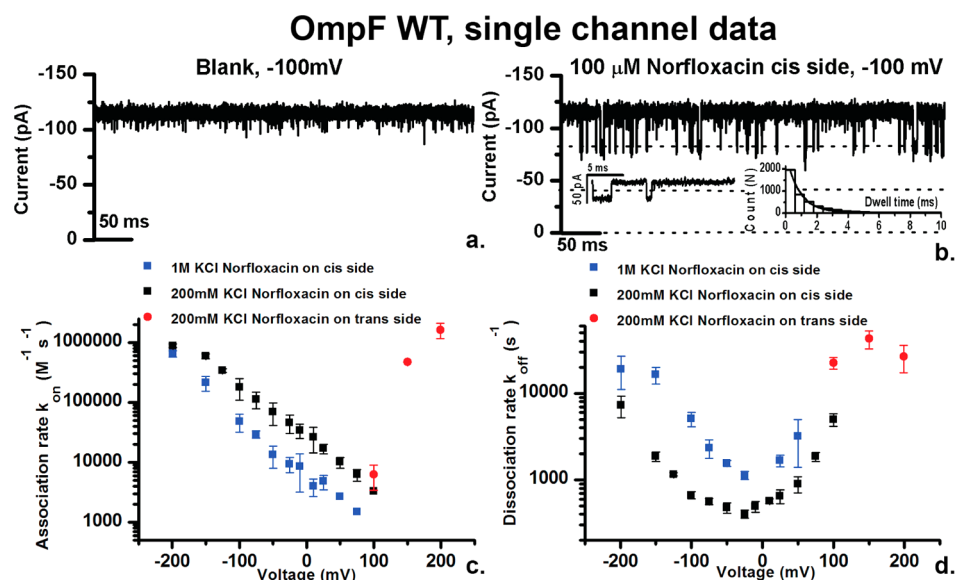 OmpF WT, single channel data
Blank, -100mV
-150
-100
-50
0
Current (pA)
50 ms
a.
100 µM Norfloxacin cis side, -100 mV
-150
-100
-50
0
Current (pA)
50 ms
5 ms
50 pA
2000
1000
0
Count (N)
Dwell time (ms)
0 2 4 6 8 10
b.
1M KCl Norfloxacin on cis side
200mM KCl Norfloxacin on cis side
200mM KCl Norfloxacin on trans side
1000000
100000
10000
1000
Association rate k on (M -1 s -1)
-200 -100 0 100 200
Voltage (mV)
c.
1M KCl Norfloxacin on cis side
200mM KCl Norfloxacin on cis side
200mM KCl Norfloxacin on trans side
10000
1000
Dissociation rate k off (s -1)
-200 -100 0 100 200
Voltage (mV)
d.